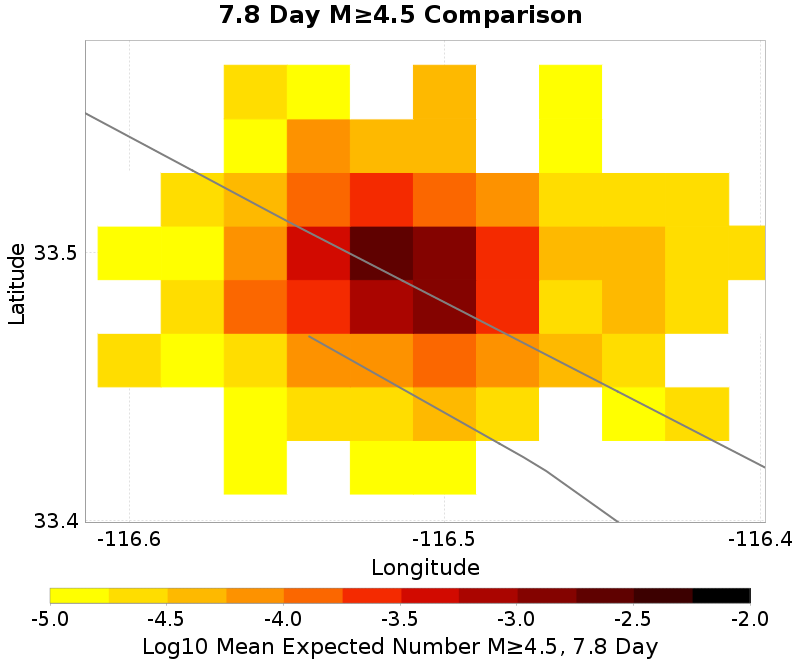 7.8 Day M≥4.5 Comparison
Latitude
33.5
33.4
-116.6 -116.5 -116.4
Longitude
-5.0 -4.5 -4.0 -3.5 -3.0 -2.5 -2.0
Log10 Mean Expected Number M≥4.5, 7.8 Day